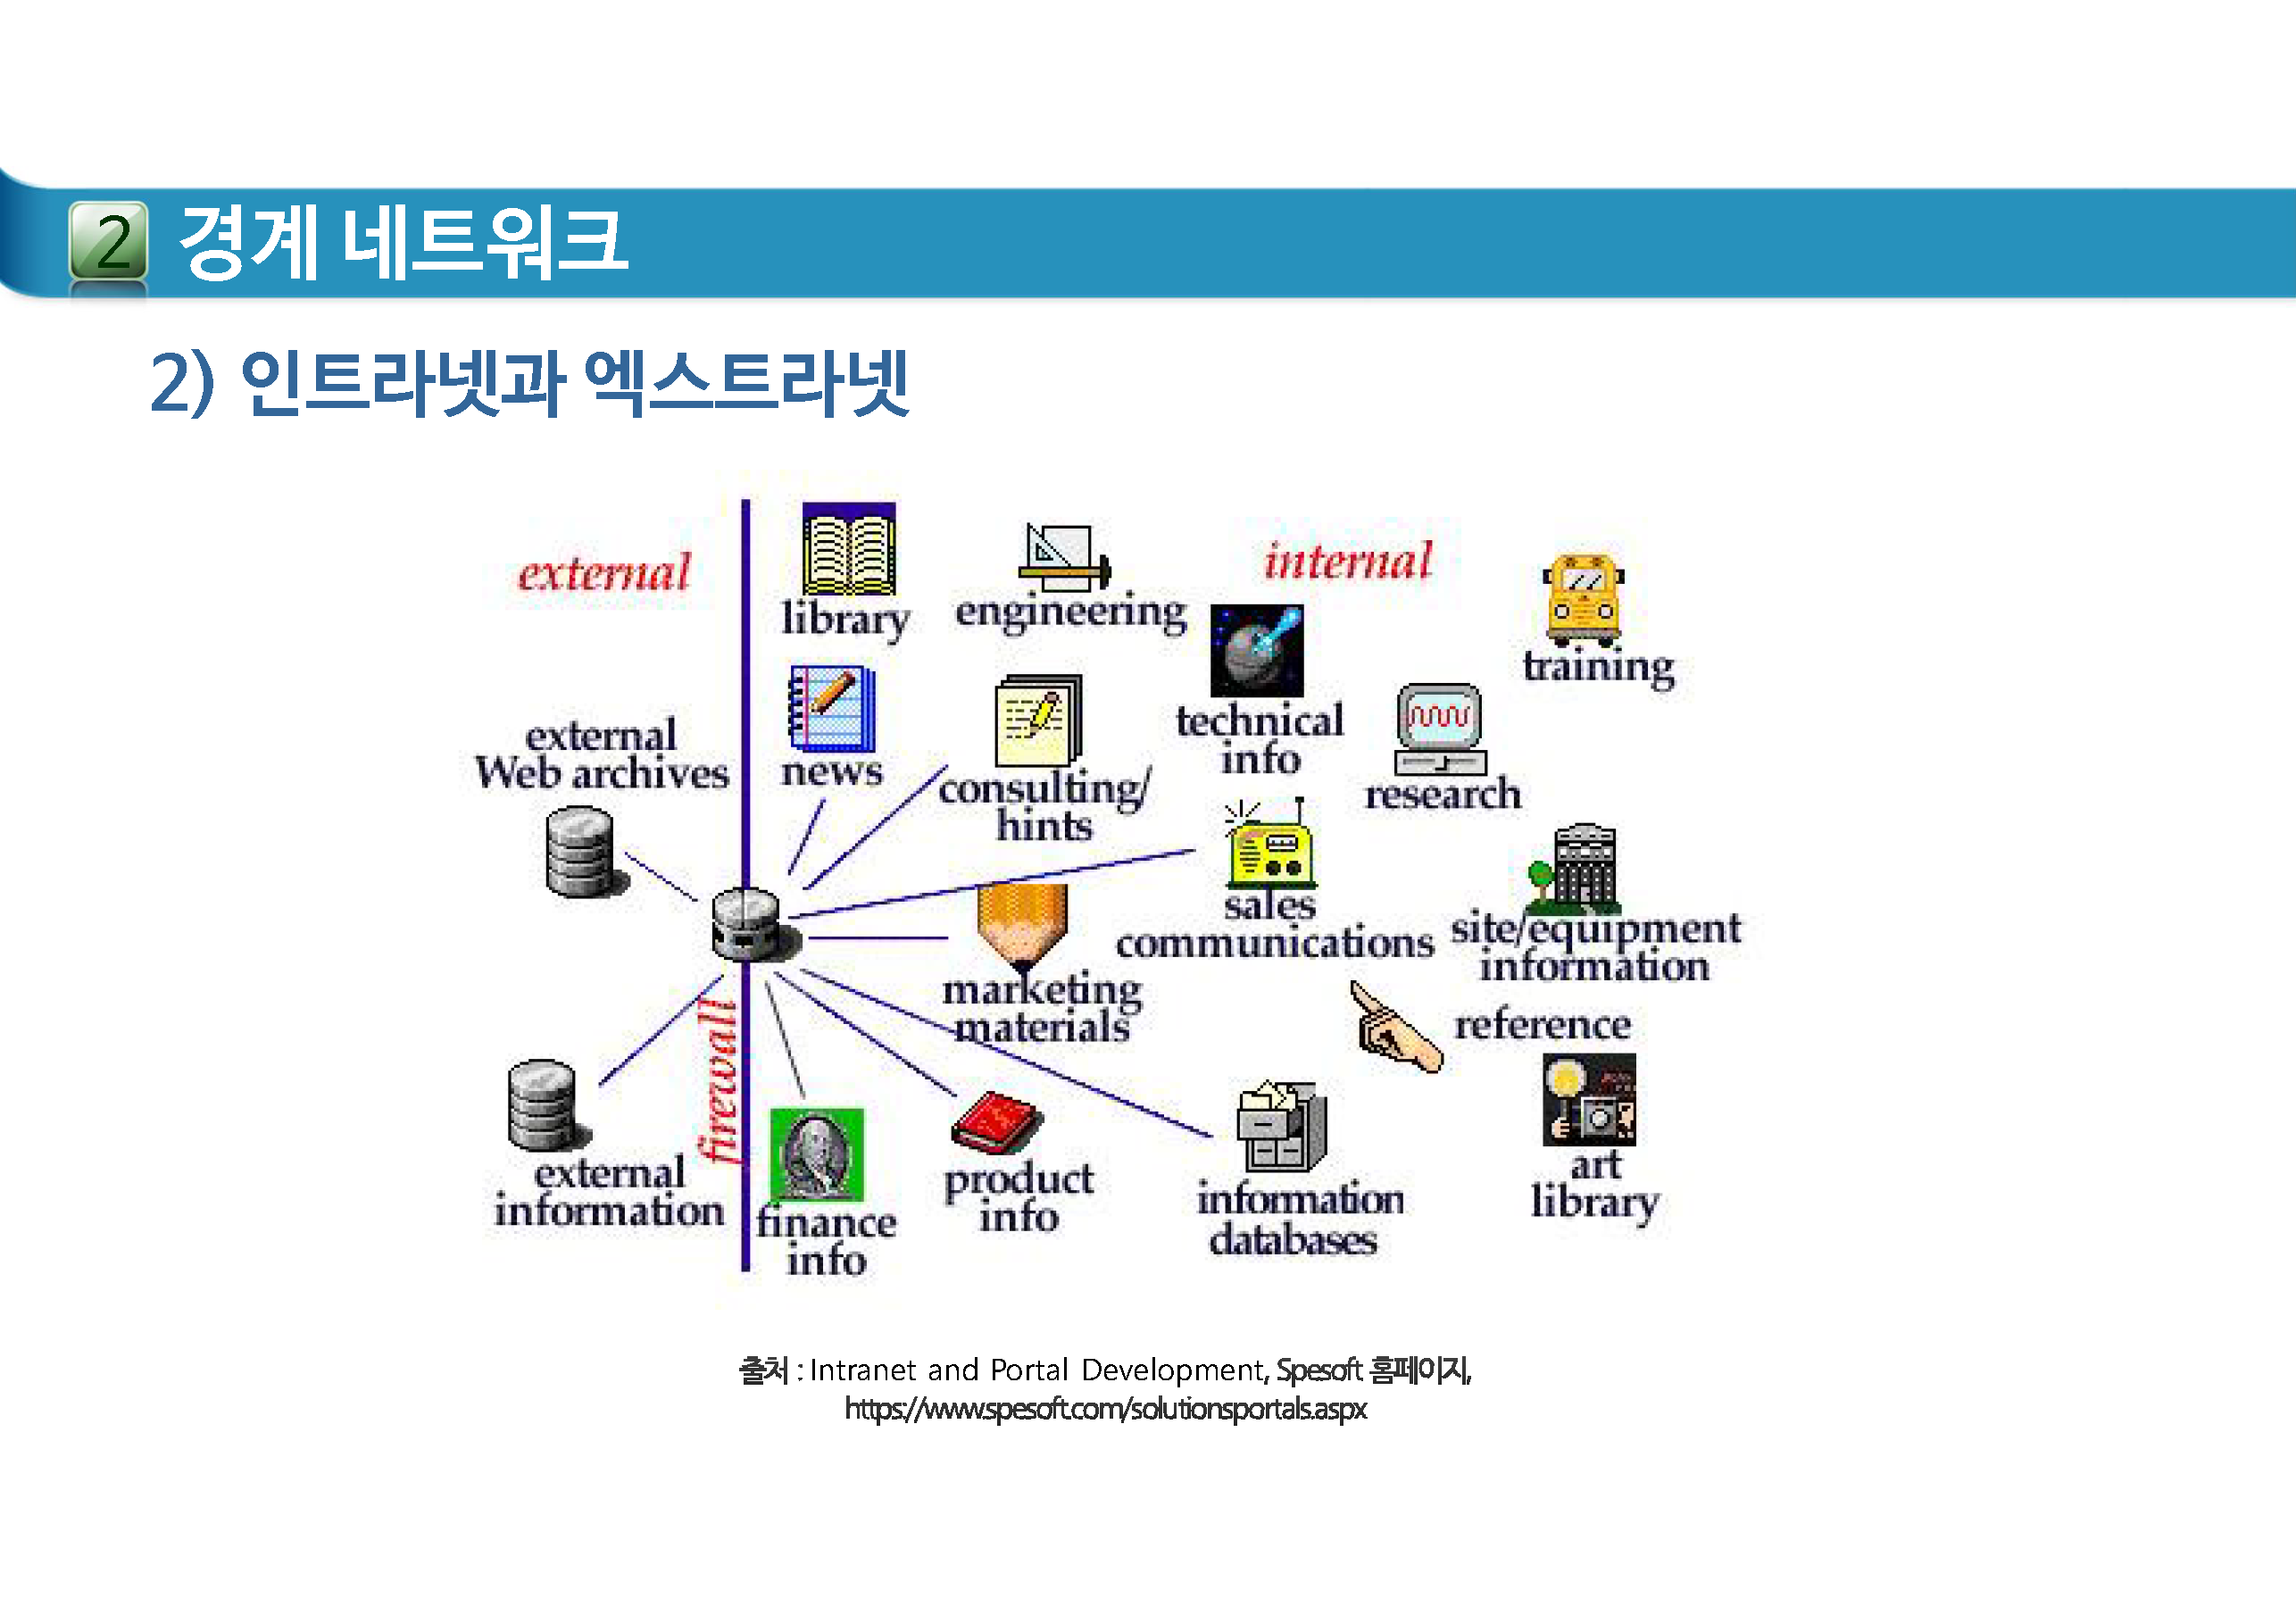 2 경계 네트워크
2) 인트라넷과 엑스트라넷
external
internal
library
engineering
training
technical
info
external
Web archives
news
consulting/
hints
research
sales
communications
site/equipment
information
marketing
materials
reference
firewall
external
information
finance
info
product
info
information
databases
art
library
출처 : Intranet and Portal Development, Spesoft 홈페이지,
https://www.spesoft.com/solutionsportals.aspx